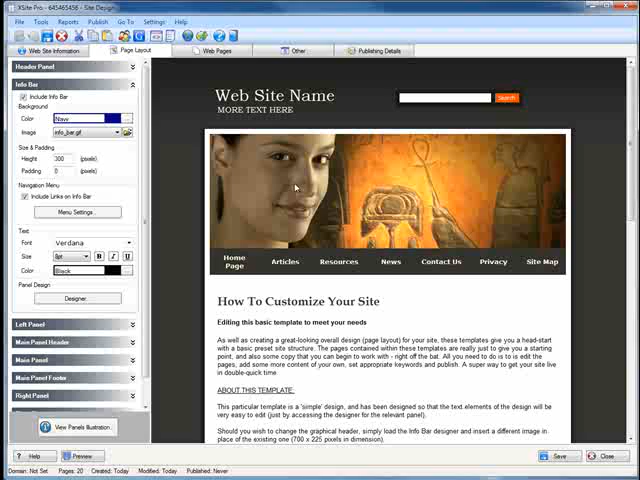 XSite Pro - 645465456 - Site Design
File Tools Reports Publish Go To Settings Help
Web Site Information Page Layout Web Pages Other Publishing Details
Header Panel
Info Bar
Include Info Bar
Background
Color Navy
Image info_bar.gif
Size & Padding
Height 300 (pixels)
Padding 0 (pixels)
Navigation Menu
Include Links on Info Bar
Menu Settings...
Text
Font Verdana
Size 8pt B I U
Color Black
Panel Design
Designer
Left Panel
Main Panel Header
Main Panel
Main Panel Footer
Right Panel
View Panels Illustration...
Web Site Name
MORE TEXT HERE
Search
Home Page Articles Resources News Contact Us Privacy Site Map
How To Customize Your Site
Editing this basic template to meet your needs
As well as creating a great-looking overall design (page layout) for your site, these templates give you a head-start
with a basic preset site structure. The pages contained within these templates are really just to give you a starting
point, and also some copy that you can begin to work with - right off the bat. All you need to do is to edit the
pages, add some more content of your own, set appropriate keywords and publish. A super way to get your site live
in double-quick time
ABOUT THIS TEMPLATE:
This particular template is a 'simple' design, and has been designed so that the text elements of the design will be
very easy to edit (just by accessing the designer for the relevant panel).
Should you wish to change the graphical header, simply load the Info Bar designer and insert a different image in
place of the existing one (700 x 225 pixels in dimension).
Help Preview Save Close
Domain: Not Set Pages: 20 Created: Today Modified: Today Published: Never